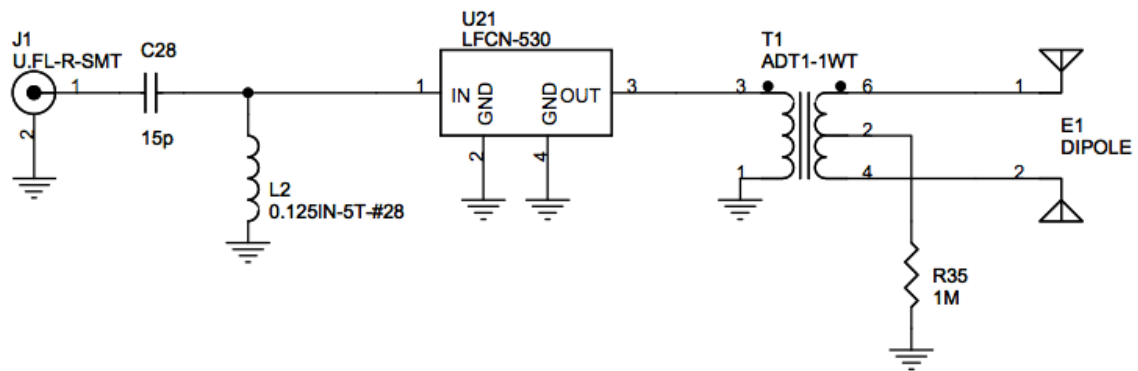 J1
U.FL-R-SMT
1
2
C28
15p
L2
0.125IN-5T-#28
U21
LFCN-530
1
IN
GND
GND
OUT
3
2
4
T1
ADT1-1WT
3
1
6
2
4
1
2
E1
DIPOLE
R35
1M